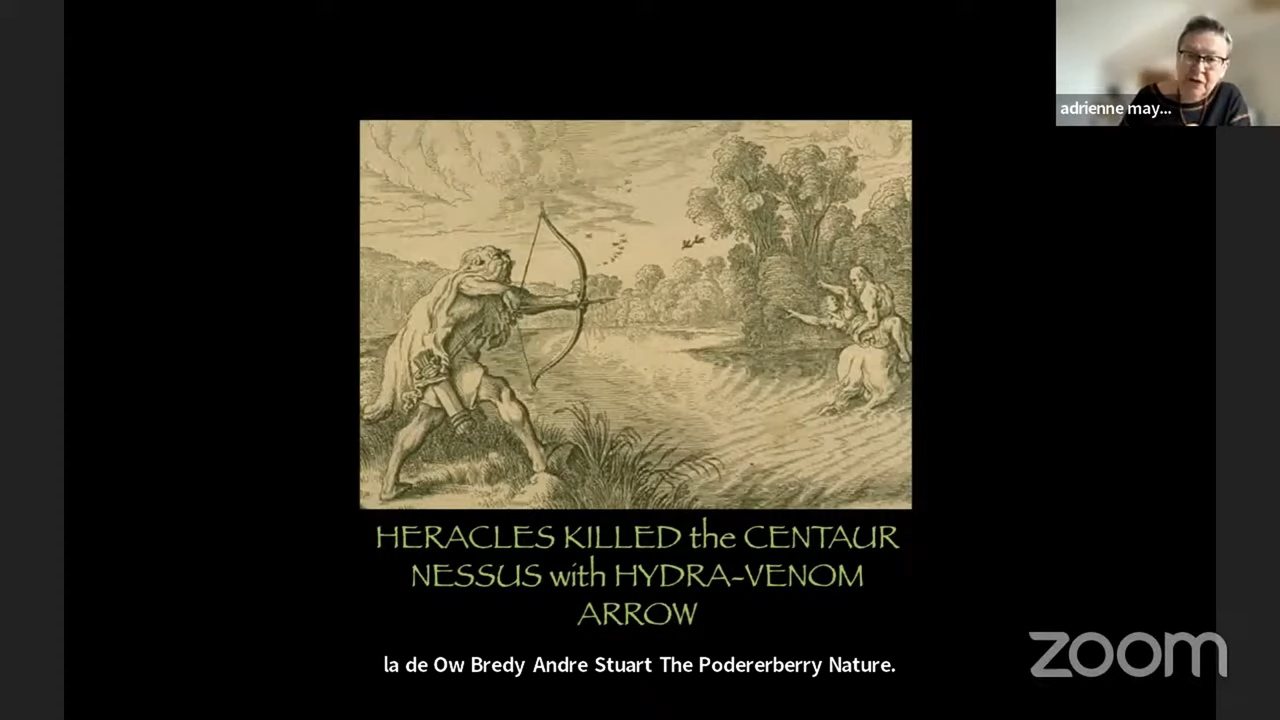 adrienne may...
HERACLES KILLED the CENTAUR
NESSUS with HYDRA-VENOM
ARROW
la de Ow Bredy Andre Stuart The Podererberry Nature.
zoom